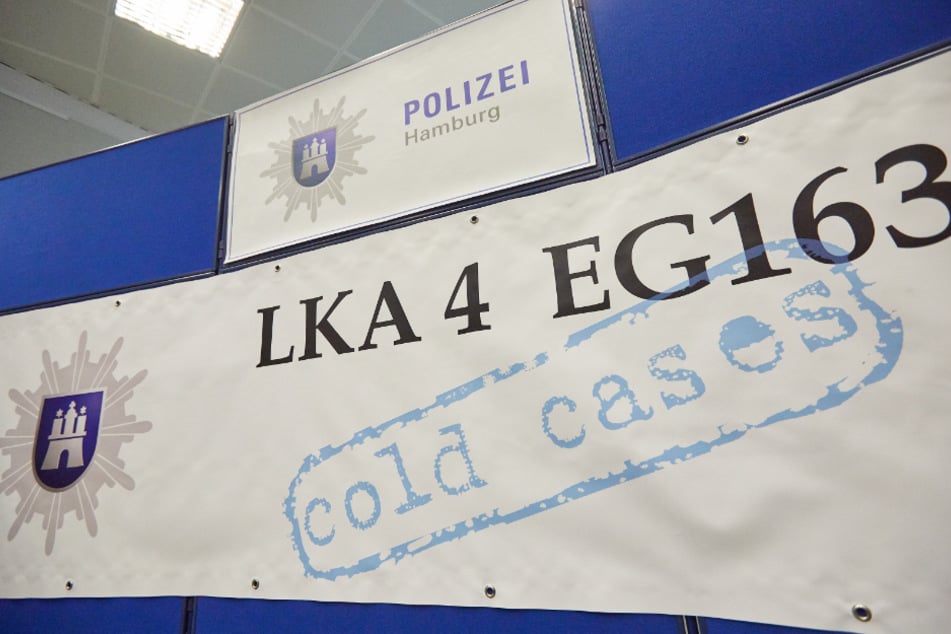 POLIZEI
Hamburg
LKA 4 EG163
cold cases